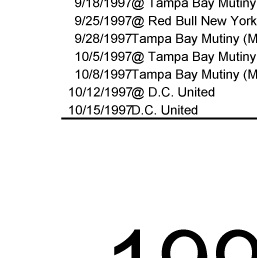 9/18/1997@ Tampa Bay Mutiny
9/25/1997@ Red Bull New York
9/28/1997Tampa Bay Mutiny (M
10/5/1997@ Tampa Bay Mutiny
10/8/1997Tampa Bay Mutiny (M
10/12/1997@ D.C. United
10/15/1997D.C. United
199